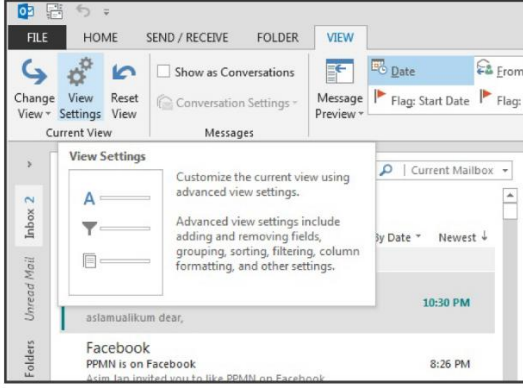 FILE HOME SEND / RECEIVE FOLDER VIEW
Change View View Settings Reset View
Show as Conversations
Conversation Settings
Message Preview
Date From
Flag: Start Date Flag:
Current View Messages
View Settings
Customize the current view using
advanced view settings.
Advanced view settings include
adding and removing fields,
grouping, sorting, filtering, column
formatting, and other settings.
A
Current Mailbox
By Date Newest
Inbox 2
Unread Mail
Folders
10:30 PM
aslamualikum dear,
Facebook
PPMN is on Facebook 8:26 PM
Asim Jan invited you to like PPMN on Facebook